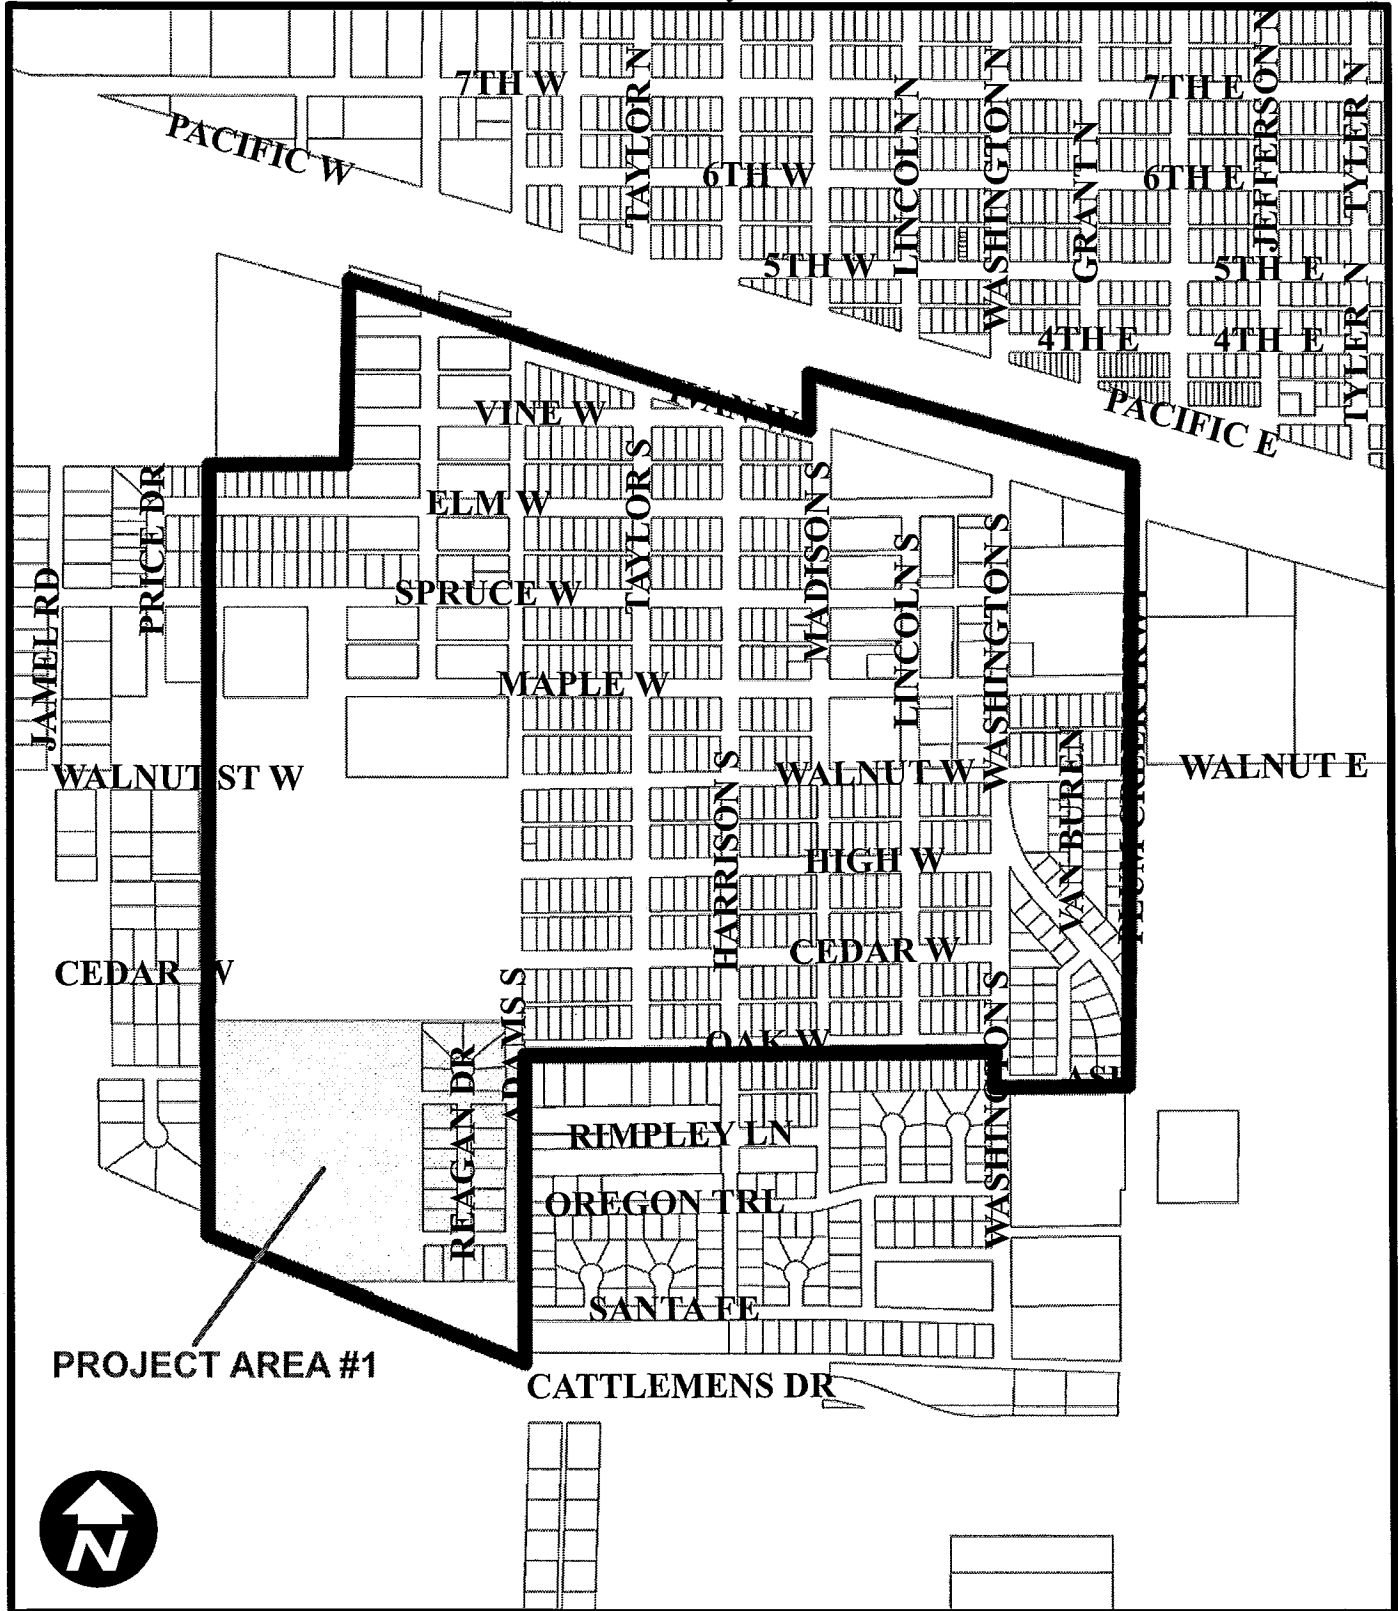 7TH W
TAYLOR N
LINCOLN N
WASHINGTON N
7TH E
JEFFERSON N
TYLER N
PACIFIC W
6TH W
GRANT N
6TH E
5TH W
5TH E
4TH E
4TH E
TYLER N
VINE W
IVAN W
PACIFIC E
PRICE DR
ELM W
TAYLOR S
MADISON S
LINCOLN S
WASHINGTON S
JAMEL RD
SPRUCE W
MAPLE W
WALNUT ST W
HARRISON S
WALNUT W
VAN BUREN
WALNUT E
HIGH W
CEDAR W
CEDAR W
ADAMS S
OAK W
WASHINGTON S
REAGAN DR
RIMPLEY LN
OREGON TRL
SANTA FE
PROJECT AREA #1
CATTLEMENS DR
N